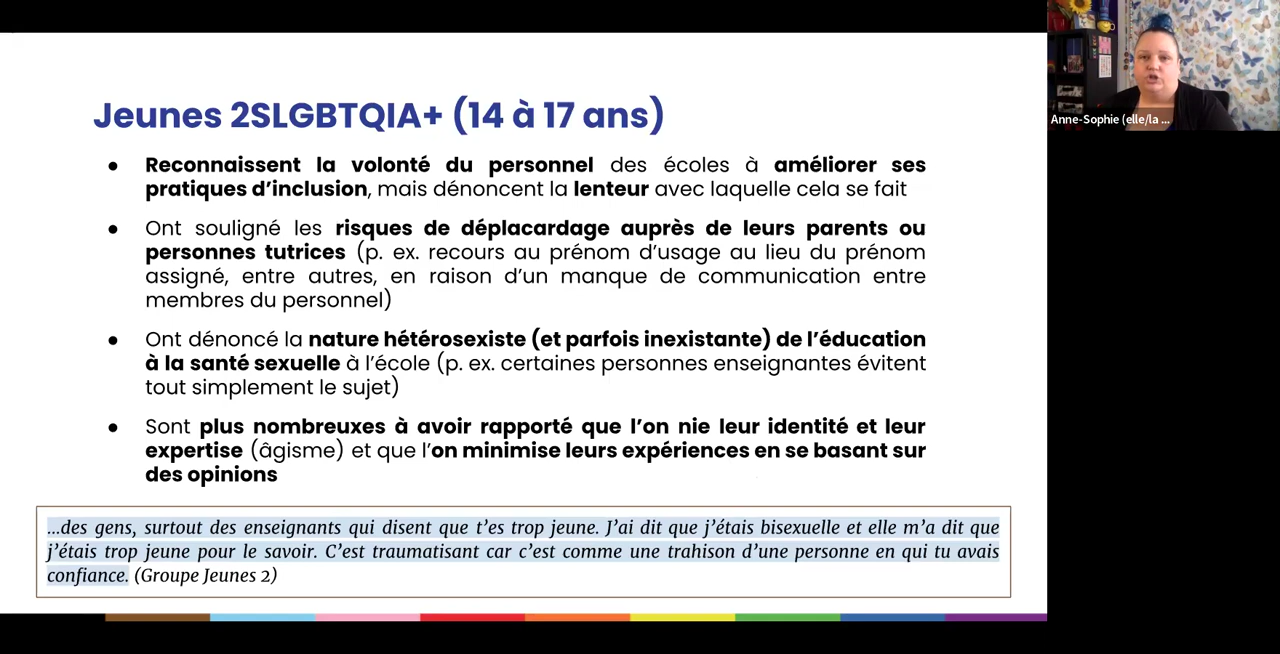 Jeunes 2SLGBTQIA+ (14 à 17 ans)
● Reconnaissent la volonté du personnel des écoles à améliorer ses
pratiques d’inclusion, mais dénoncent la lenteur avec laquelle cela se fait
● Ont souligné les risques de déplacardage auprès de leurs parents ou
personnes tutrices (p. ex. recours au prénom d’usage au lieu du prénom
assigné, entre autres, en raison d’un manque de communication entre
membres du personnel)
● Ont dénoncé la nature hétérosexiste (et parfois inexistante) de l’éducation
à la santé sexuelle à l’école (p. ex. certaines personnes enseignantes évitent
tout simplement le sujet)
● Sont plus nombreuxes à avoir rapporté que l’on nie leur identité et leur
expertise (âgisme) et que l’on minimise leurs expériences en se basant sur
des opinions
...des gens, surtout des enseignants qui disent que t’es trop jeune. J’ai dit que j’étais bisexuelle et elle m’a dit que
j’étais trop jeune pour le savoir. C’est traumatisant car c’est comme une trahison d’une personne en qui tu avais
confiance. (Groupe Jeunes 2)
Anne-Sophie (elle/la ...